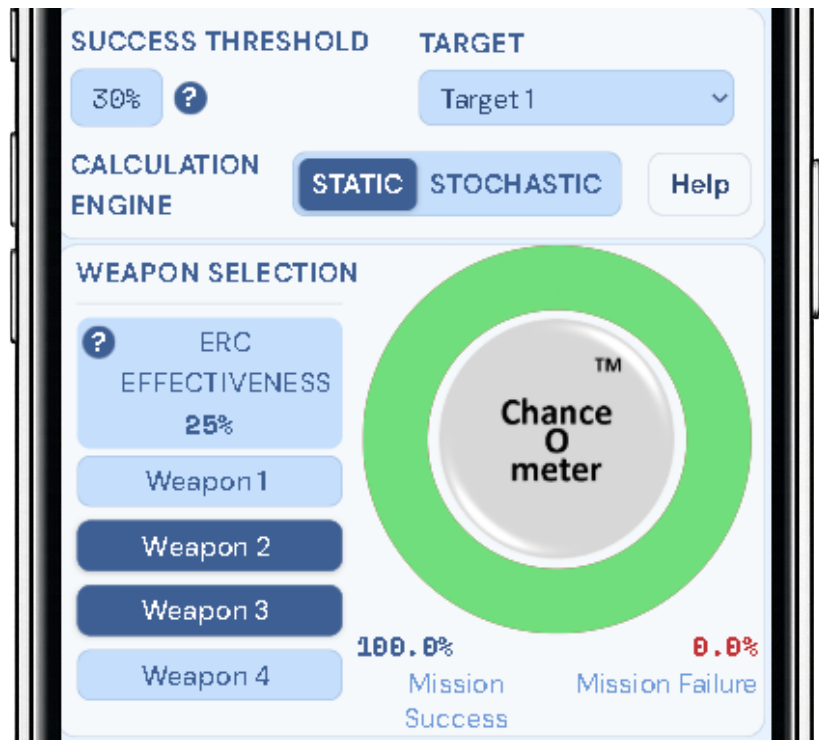 SUCCESS THRESHOLD
TARGET
30%
?
Target 1
CALCULATION
ENGINE
STATIC
STOCHASTIC
Help
WEAPON SELECTION
?
ERC
EFFECTIVENESS
25%
Weapon 1
Weapon 2
Weapon 3
Weapon 4
TM
Chance
O
meter
100.0%
Mission
Success
0.0%
Mission Failure